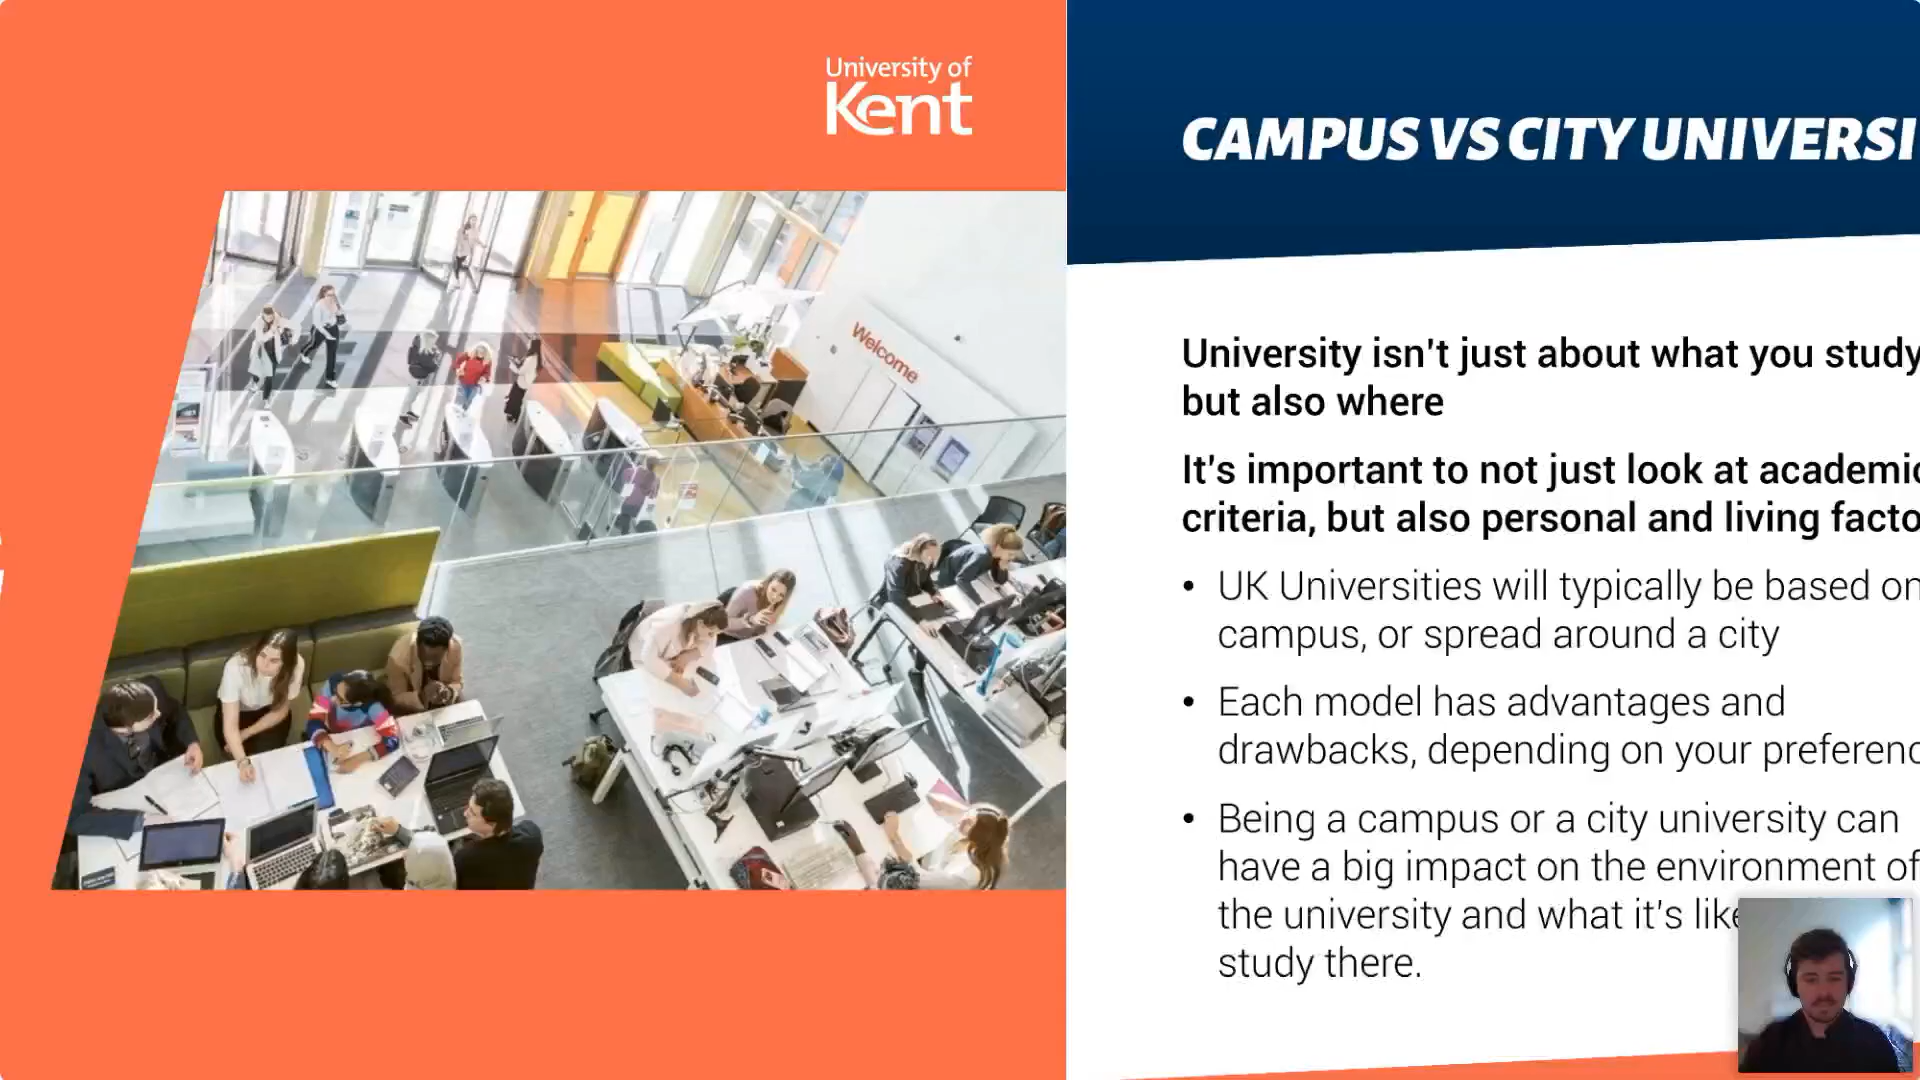 University of
Kent
Welcome
CAMPUS VS CITY UNIVERSI
University isn't just about what you study
but also where
It's important to not just look at academic
criteria, but also personal and living facto
• UK Universities will typically be based on
campus, or spread around a city
• Each model has advantages and
drawbacks, depending on your preferenc
• Being a campus or a city university can
have a big impact on the environment of
the university and what it's like
study there.